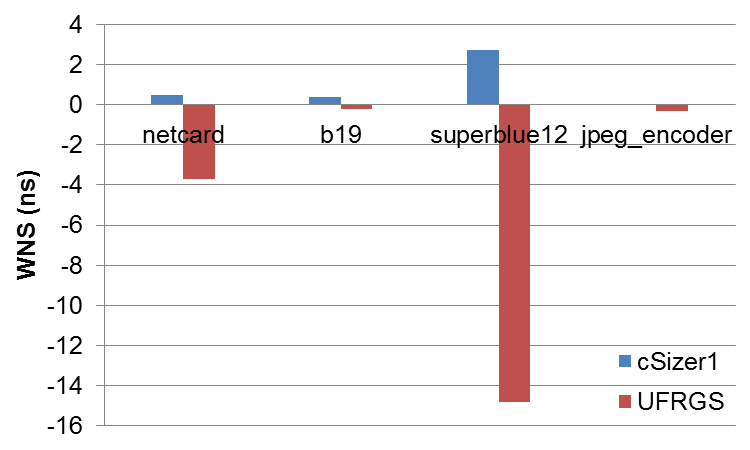 4
2
0
-2
-4
-6
-8
-10
-12
-14
-16
WNS (ns)
netcard b19 superblue12 jpeg_encoder
cSizer1
UFRGS